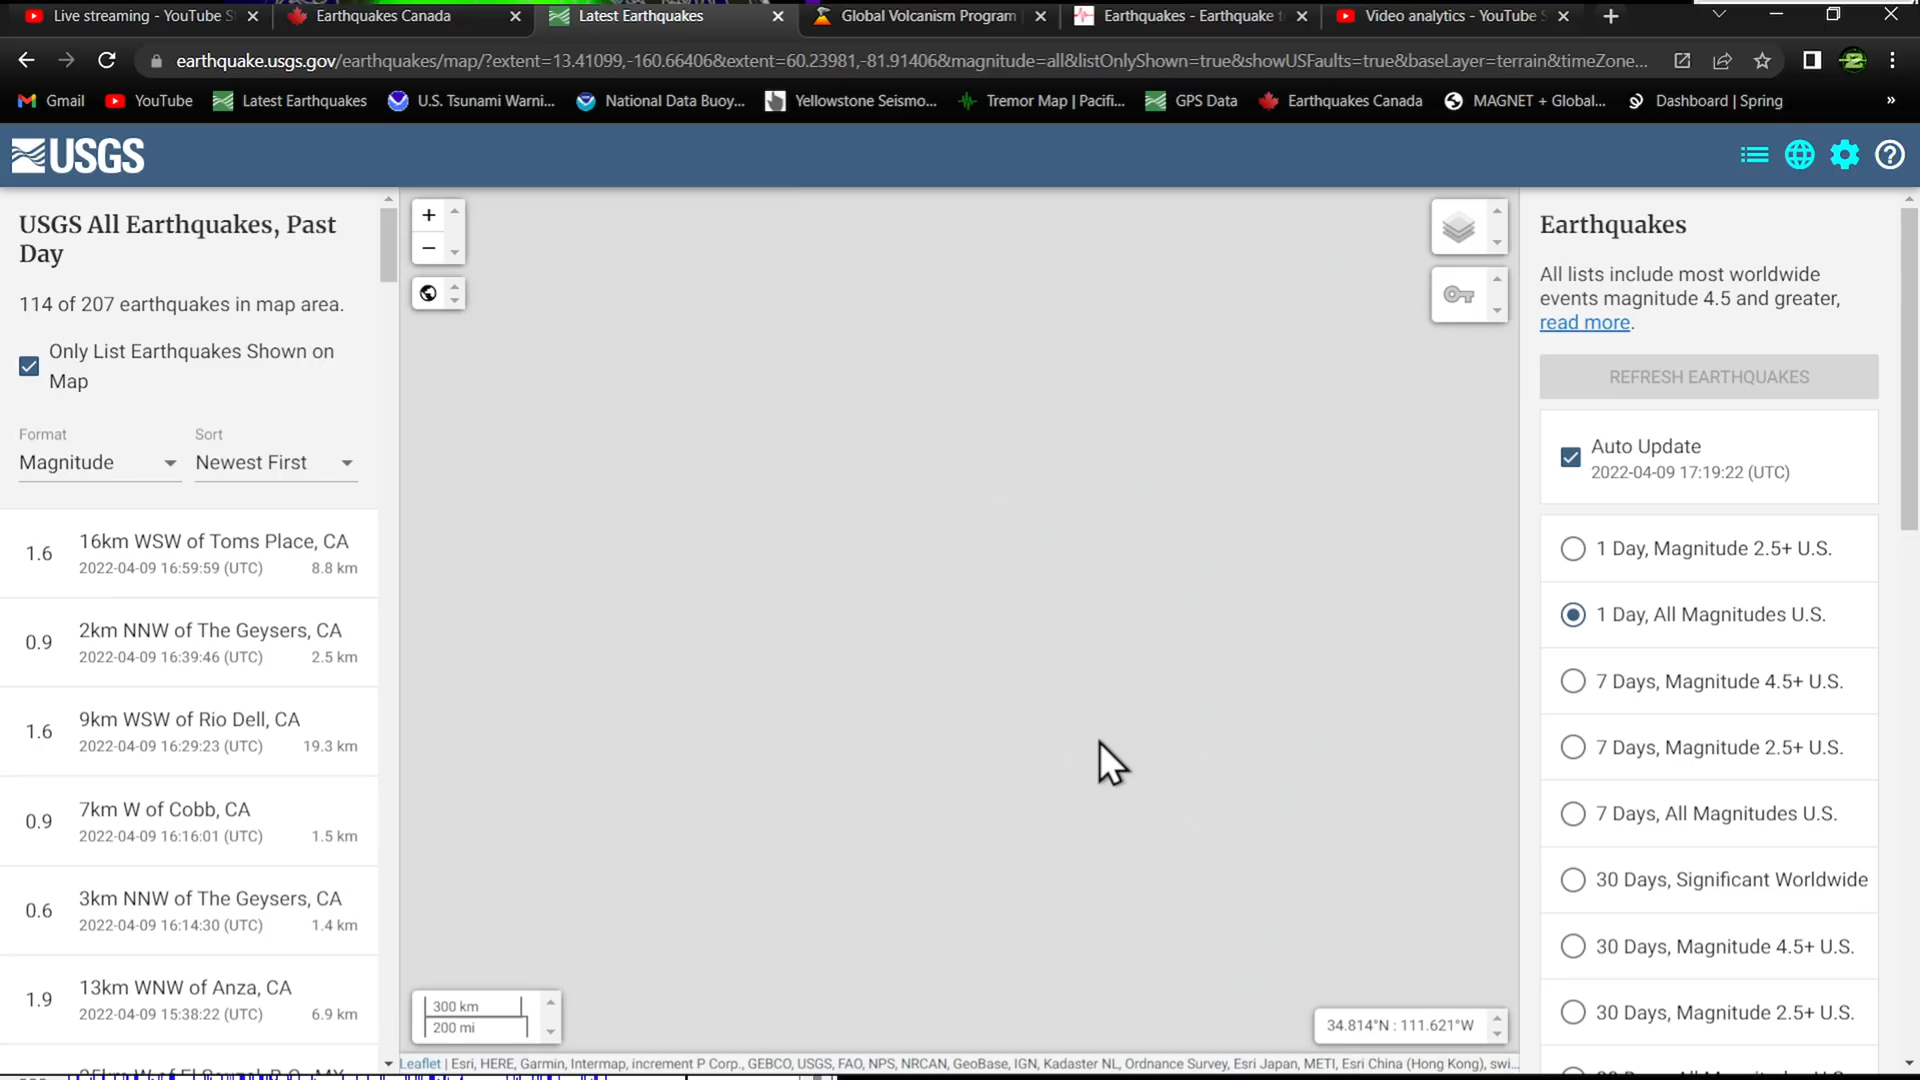 Live streaming - YouTube S
Earthquakes Canada
Latest Earthquakes
Global Volcanism Program
Earthquakes - Earthquake t
Video analytics - YouTube S
earthquake.usgs.gov/earthquakes/map/?extent=13.41099,-160.66406&extent=60.23981,-81.91406&magnitude=all&listOnlyShown=true&showUSFaults=true&baseLayer=terrain&timeZone...
Gmail
YouTube
Latest Earthquakes
U.S. Tsunami Warni...
National Data Buoy...
Yellowstone Seismo...
Tremor Map | Pacifi...
GPS Data
Earthquakes Canada
MAGNET + Global...
Dashboard | Spring
»
USGS
USGS All Earthquakes, Past
Day
114 of 207 earthquakes in map area.
Only List Earthquakes Shown on
Map
Format
Sort
Magnitude
Newest First
1.6
16km WSW of Toms Place, CA
2022-04-09 16:59:59 (UTC)
8.8 km
0.9
2km NNW of The Geysers, CA
2022-04-09 16:39:46 (UTC)
2.5 km
1.6
9km WSW of Rio Dell, CA
2022-04-09 16:29:23 (UTC)
19.3 km
0.9
7km W of Cobb, CA
2022-04-09 16:16:01 (UTC)
1.5 km
0.6
3km NNW of The Geysers, CA
2022-04-09 16:14:30 (UTC)
1.4 km
1.9
13km WNW of Anza, CA
2022-04-09 15:38:22 (UTC)
6.9 km
+
−
300 km
200 mi
34.814°N : 111.621°W
Leaflet | Esri, HERE, Garmin, Intermap, increment P Corp., GEBCO, USGS, FAO, NPS, NRCAN, GeoBase, IGN, Kadaster NL, Ordnance Survey, Esri Japan, METI, Esri China (Hong Kong), swi...
Earthquakes
All lists include most worldwide
events magnitude 4.5 and greater,
read more.
REFRESH EARTHQUAKES
Auto Update
2022-04-09 17:19:22 (UTC)
1 Day, Magnitude 2.5+ U.S.
1 Day, All Magnitudes U.S.
7 Days, Magnitude 4.5+ U.S.
7 Days, Magnitude 2.5+ U.S.
7 Days, All Magnitudes U.S.
30 Days, Significant Worldwide
30 Days, Magnitude 4.5+ U.S.
30 Days, Magnitude 2.5+ U.S.